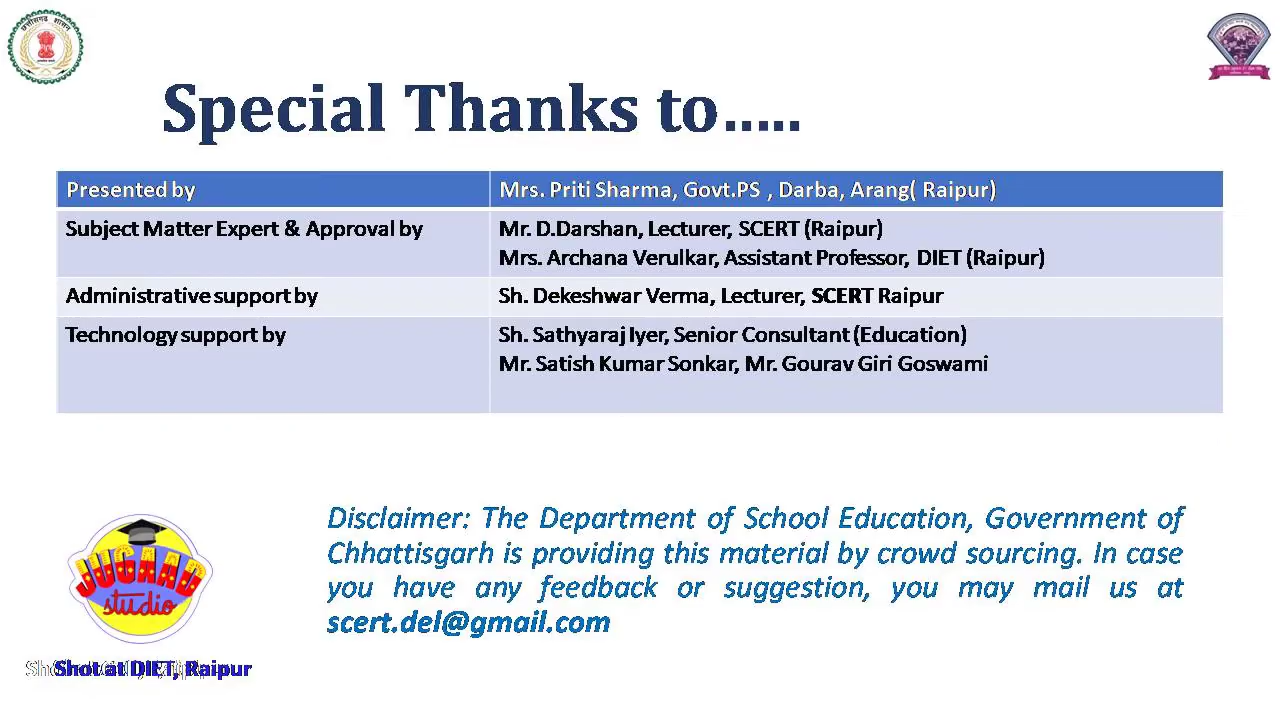 छत्तीसगढ़ शासन
Special Thanks to.....
Presented by
Mrs. Priti Sharma, Govt.PS , Darba, Arang( Raipur)
Subject Matter Expert & Approval by
Mr. D.Darshan, Lecturer, SCERT (Raipur)
Mrs. Archana Verulkar, Assistant Professor, DIET (Raipur)
Administrative support by
Sh. Dekeshwar Verma, Lecturer, SCERT Raipur
Technology support by
Sh. Sathyaraj Iyer, Senior Consultant (Education)
Mr. Satish Kumar Sonkar, Mr. Gourav Giri Goswami
Disclaimer: The Department of School Education, Government of
Chhattisgarh is providing this material by crowd sourcing. In case
you have any feedback or suggestion, you may mail us at
scert.del@gmail.com
JUGAAD
studio
Shot at DIET, Raipur